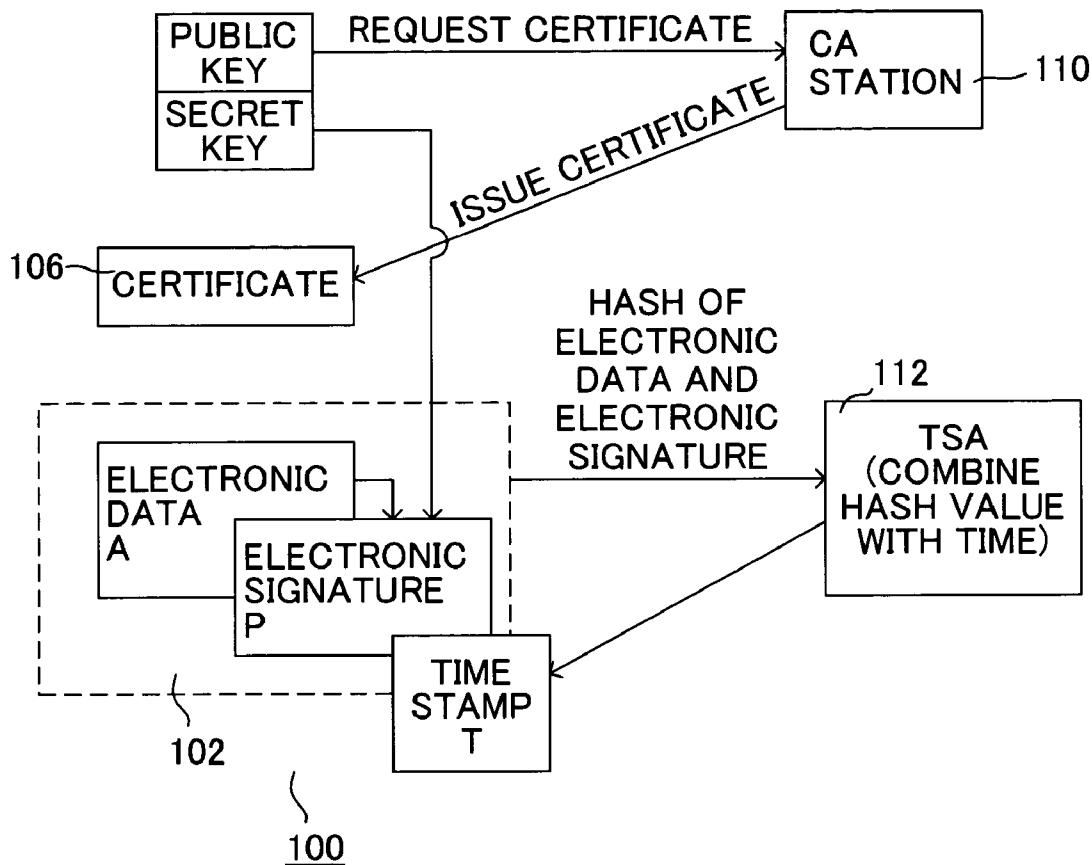 PUBLIC
KEY
SECRET
KEY
REQUEST CERTIFICATE
CA
STATION
110
ISSUE CERTIFICATE
106
CERTIFICATE
HASH OF
ELECTRONIC
DATA AND
ELECTRONIC
SIGNATURE
112
TSA
(COMBINE
HASH VALUE
WITH TIME)
ELECTRONIC
DATA
A
ELECTRONIC
SIGNATURE
P
TIME
STAMP
T
102
100